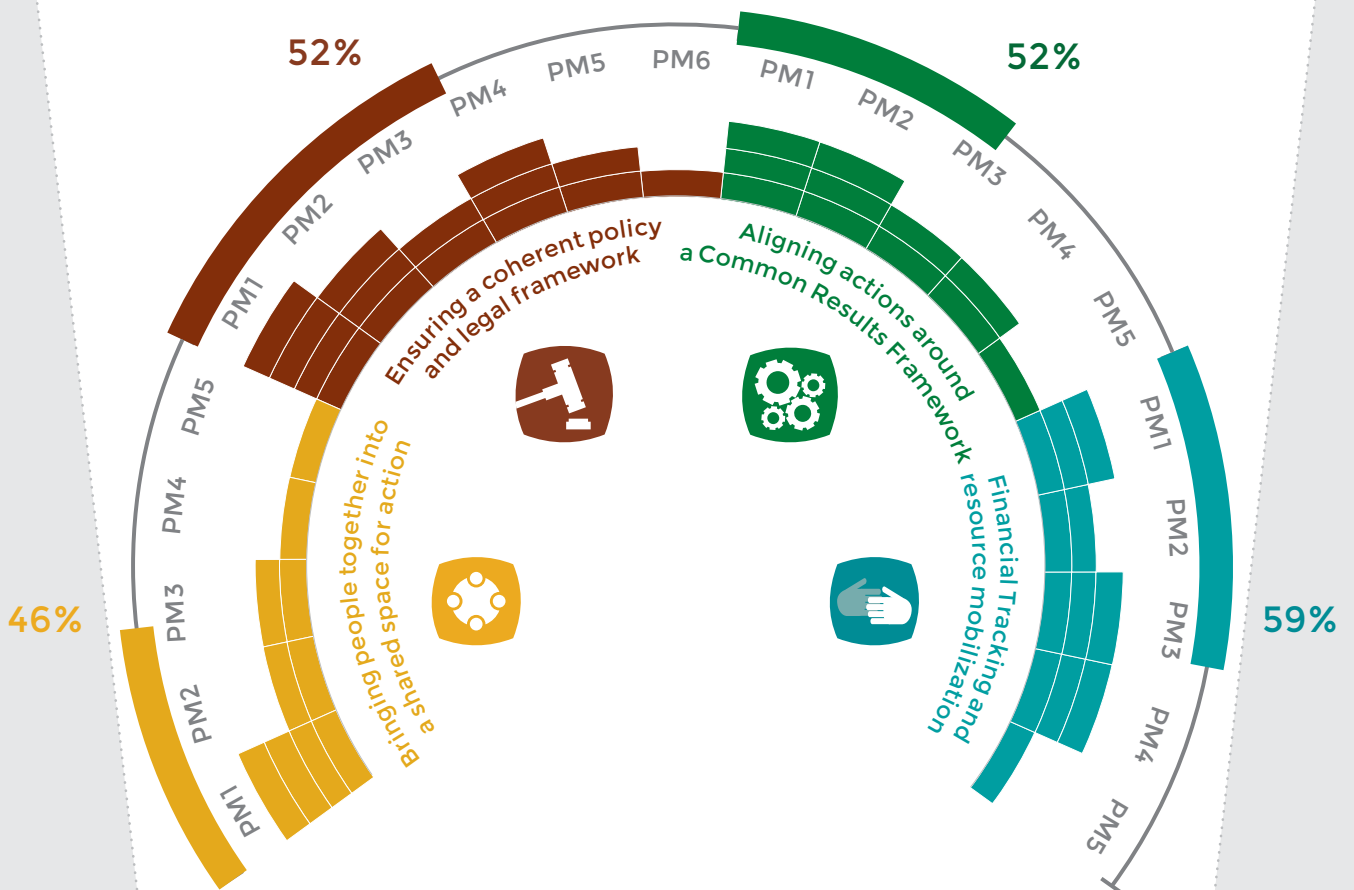 52%
52%
46%
59%
PM1
PM2
PM3
PM4
PM5
PM1
PM2
PM3
PM4
PM5
PM6
PM1
PM2
PM3
PM4
PM5
PM1
PM2
PM3
PM4
PM5
Briinging people together into
a shared space for action
Ensuring a coherent policy
and legal framework
Aligning actions around
a Common Results Framework
Financial Tracking and
resource mobilization